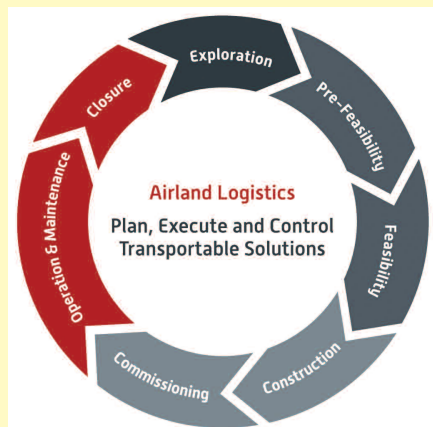 Exploration
Pre-Feasibility
Feasibility
Construction
Commissioning
Operation & Maintenance
Closure
Airland Logistics
Plan, Execute and Control
Transportable Solutions